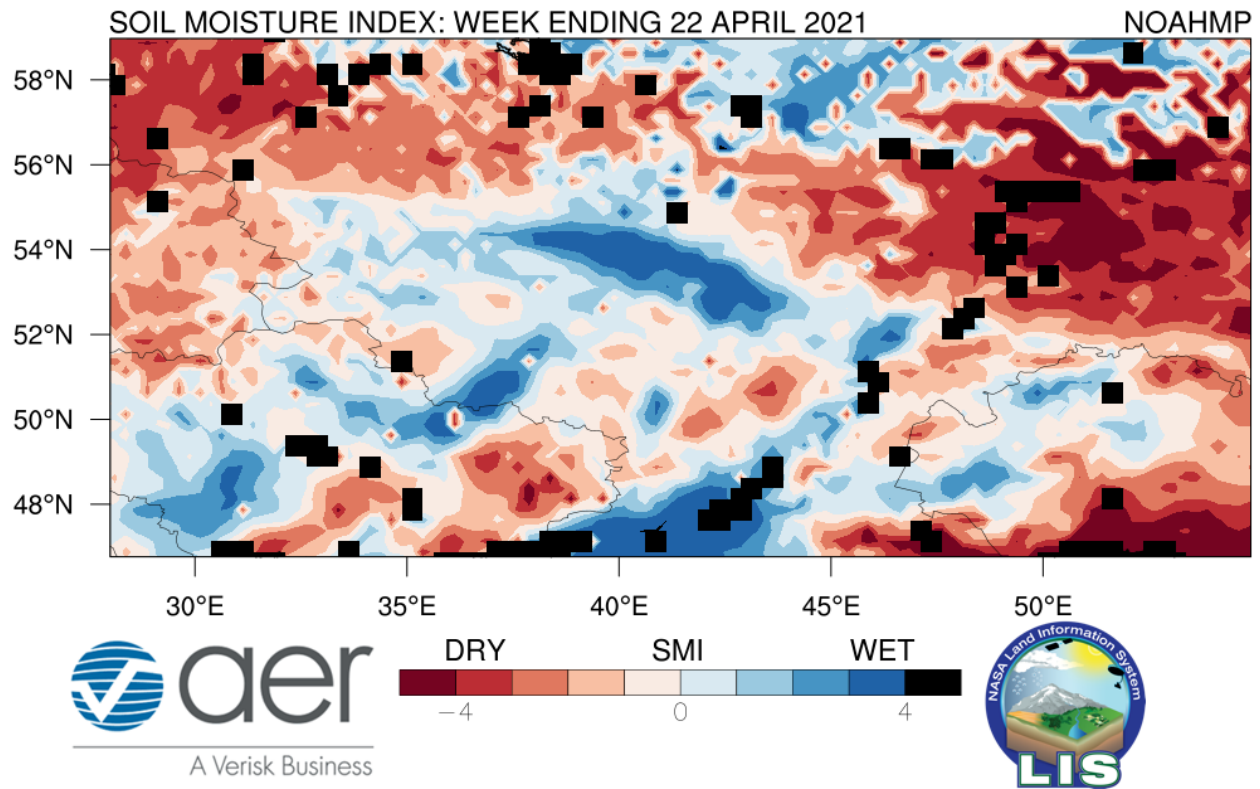 SOIL MOISTURE INDEX: WEEK ENDING 22 APRIL 2021 NOAHMP
58°N
56°N
54°N
52°N
50°N
48°N
30°E 35°E 40°E 45°E 50°E
DRY SMI WET
−4 0 4
aer
A Verisk Business
NASA Land Information System
LIS